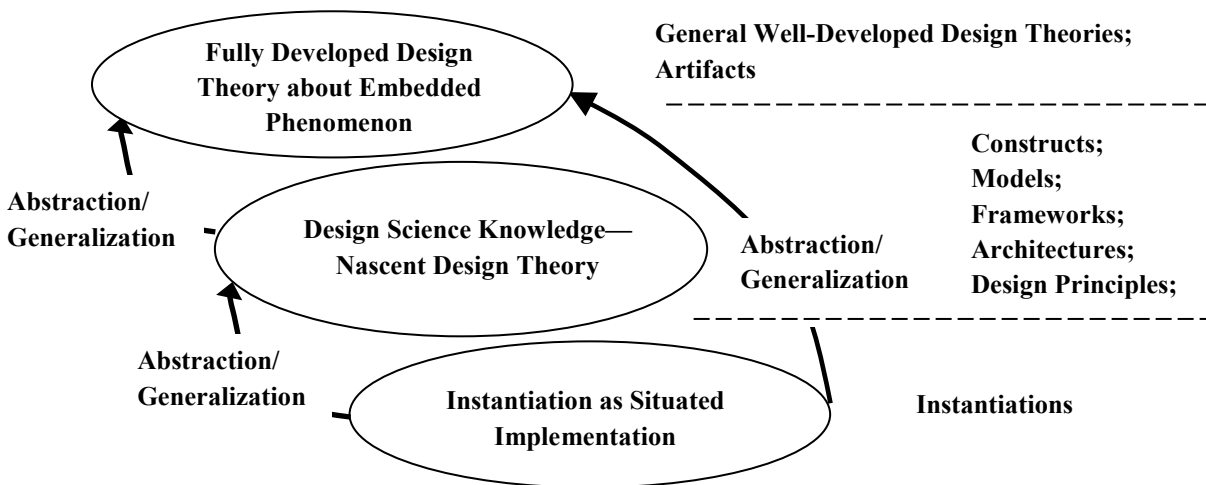 Fully Developed Design
Theory about Embedded
Phenomenon
General Well-Developed Design Theories;
Artifacts
Abstraction/
Generalization
Design Science Knowledge—
Nascent Design Theory
Abstraction/
Generalization
Constructs;
Models;
Frameworks;
Architectures;
Design Principles;
Abstraction/
Generalization
Instantiation as Situated
Implementation
Instantiations